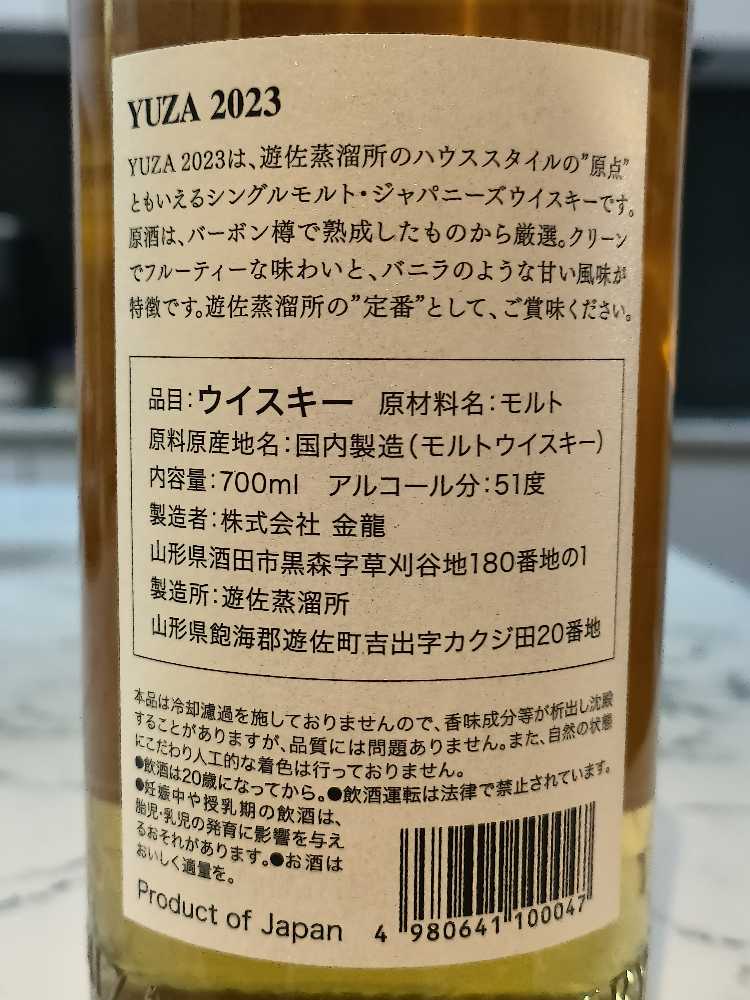 YUZA 2023
YUZA 2023は、遊佐蒸溜所のハウススタイルの"原点"
ともいえるシングルモルト・ジャパニーズウイスキーです。
原酒は、バーボン樽で熟成したものから厳選。クリーン
でフルーティーな味わいと、バニラのような甘い風味が
特徴です。遊佐蒸溜所の"定番"として、ご賞味ください。
品目：ウイスキー　原材料名：モルト
原料原産地名：国内製造（モルトウイスキー）
内容量：700ml　アルコール分：51度
製造者：株式会社 金龍
山形県酒田市黒森字草刈谷地180番地の1
製造所：遊佐蒸溜所
山形県飽海郡遊佐町吉出字カクジ田20番地
本品は冷却濾過を施しておりませんので、香味成分等が析出し沈殿
することがありますが、品質には問題ありません。また、自然の状態
にこだわり人工的な着色は行っておりません。
●飲酒は20歳になってから。●飲酒運転は法律で禁止されています。
●妊娠中や授乳期の飲酒は、
胎児・乳児の発育に影響を与え
るおそれがあります。●お酒は
おいしく適量を。
Product of Japan
4 980641 100047